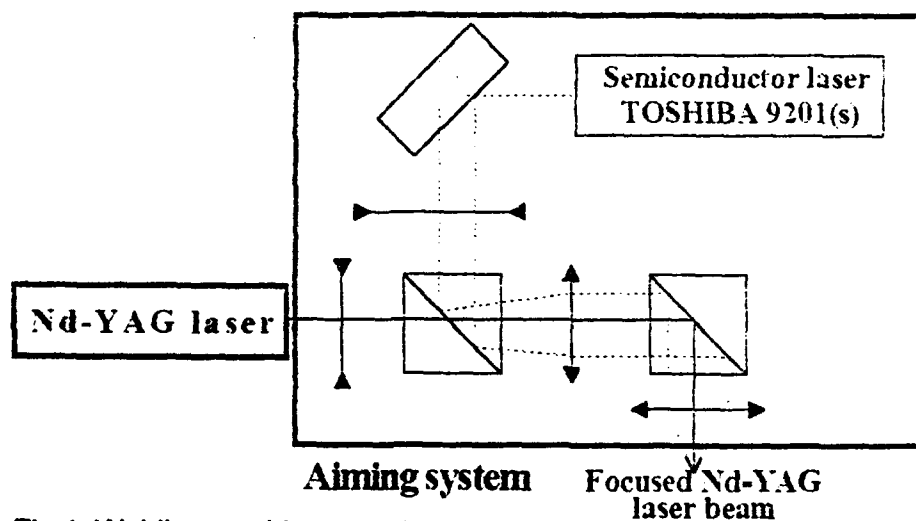 Semiconductor laser
TOSHIBA 9201(s)
Nd-YAG laser
Aiming system
Focused Nd-YAG
laser beam